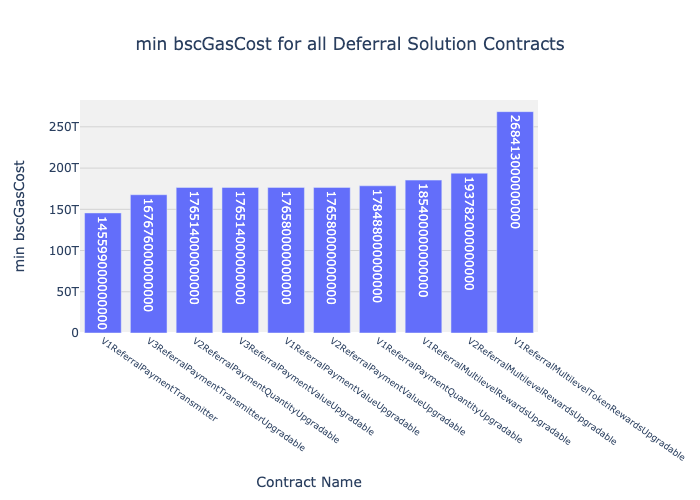 min bscGasCost for all Deferral Solution Contracts
min bscGasCost
250T
200T
150T
100T
50T
0
145599000000000
167676000000000
176514000000000
176514000000000
176580000000000
176580000000000
178488000000000
185400000000000
193782000000000
268413000000000
V1ReferralPaymentTransmitter
V3ReferralPaymentTransmitterUpgradable
V2ReferralPaymentQuantityUpgradable
V3ReferralPaymentValueUpgradable
V1ReferralPaymentValueUpgradable
V2ReferralPaymentValueUpgradable
V1ReferralPaymentQuantityUpgradable
V1ReferralMultilevelRewardsUpgradable
V2ReferralMultilevelRewardsUpgradable
V1ReferralMultilevelTokenRewardsUpgradable
Contract Name